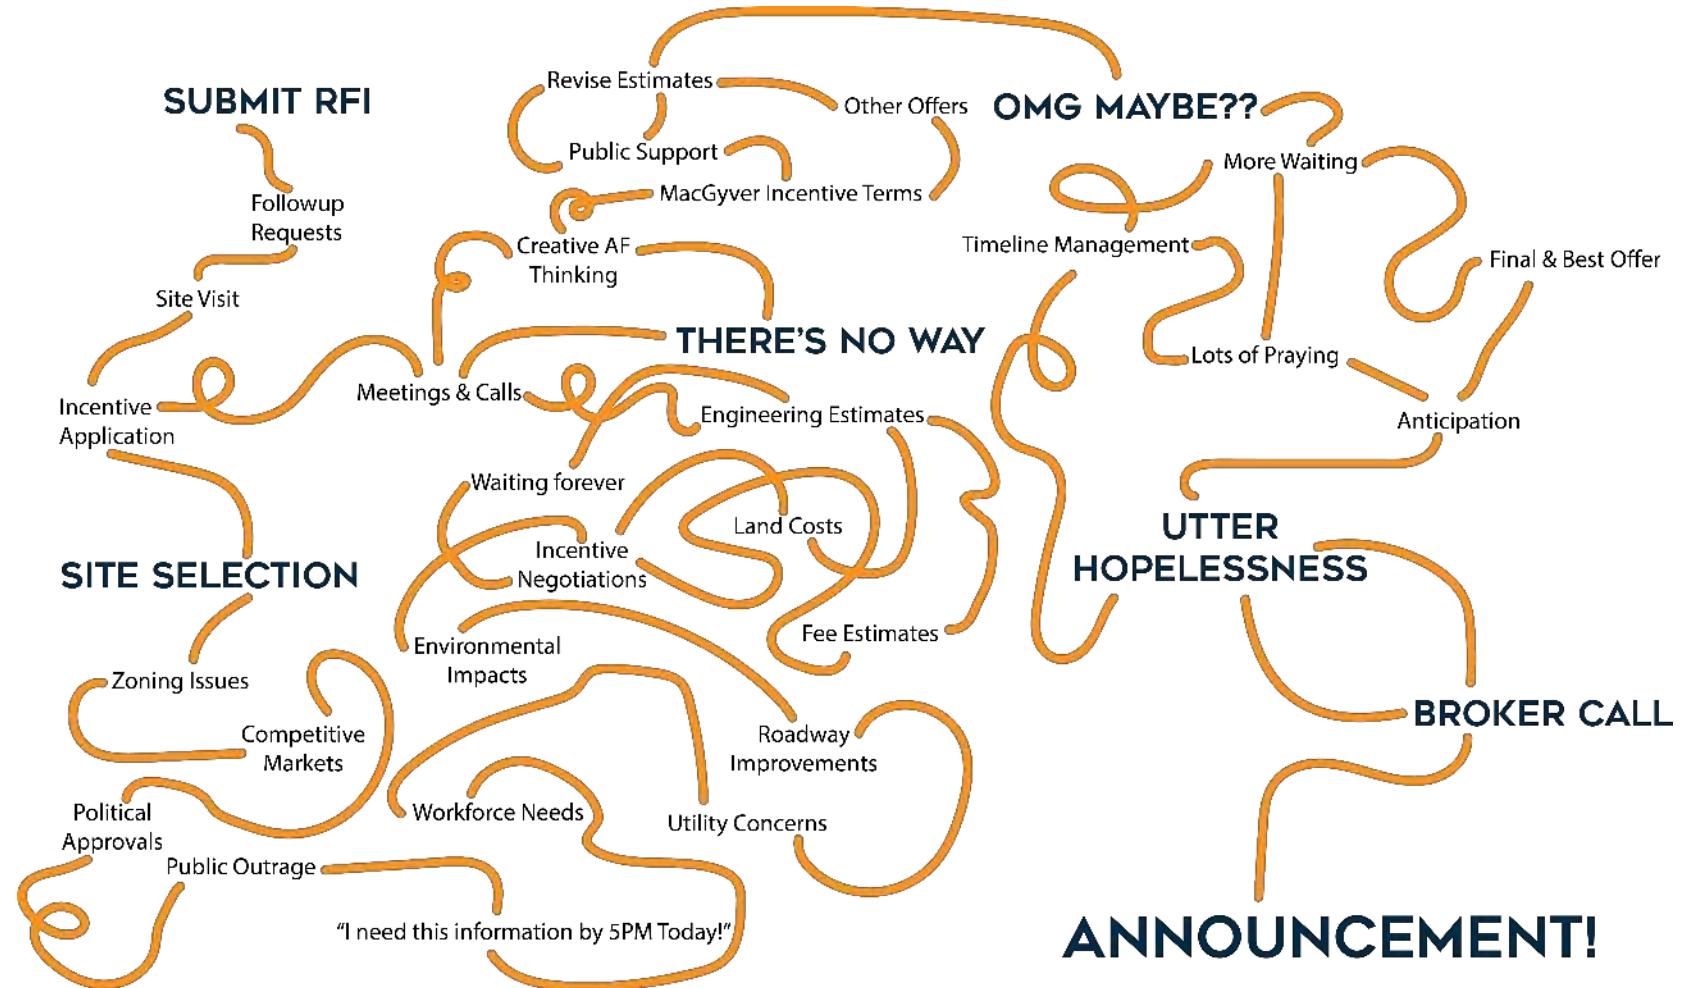 SUBMIT RFI
Followup
Requests
Site Visit
Incentive
Application
SITE SELECTION
Zoning Issues
Competitive
Markets
Political
Approvals
Public Outrage
“I need this information by 5PM Today!”
Workforce Needs
Utility Concerns
Roadway
Improvements
Environmental
Impacts
Incentive
Negotiations
Waiting forever
Land Costs
Fee Estimates
Engineering Estimates
Meetings & Calls
THERE’S NO WAY
Creative AF
Thinking
MacGyver Incentive Terms
Public Support
Revise Estimates
Other Offers
OMG MAYBE??
More Waiting
Timeline Management
Final & Best Offer
Lots of Praying
Anticipation
UTTER
HOPELESSNESS
BROKER CALL
ANNOUNCEMENT!